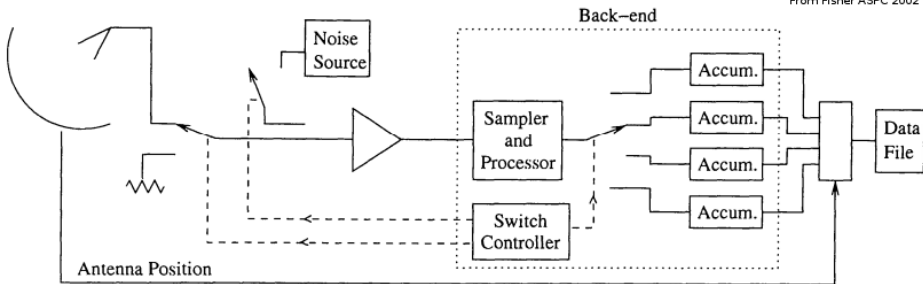 From Fisher ASPC 2002
Back-end
Noise
Source
Accum.
Sampler
and
Processor
Accum.
Data
File
Accum.
Switch
Controller
Accum.
Antenna Position